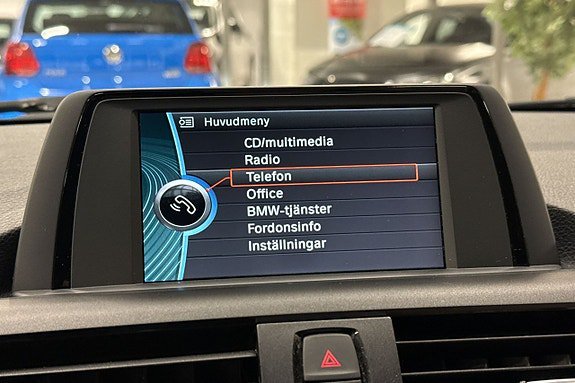 Huvudmeny
CD/multimedia
Radio
Telefon
Office
BMW-tjänster
Fordonsinfo
Inställningar